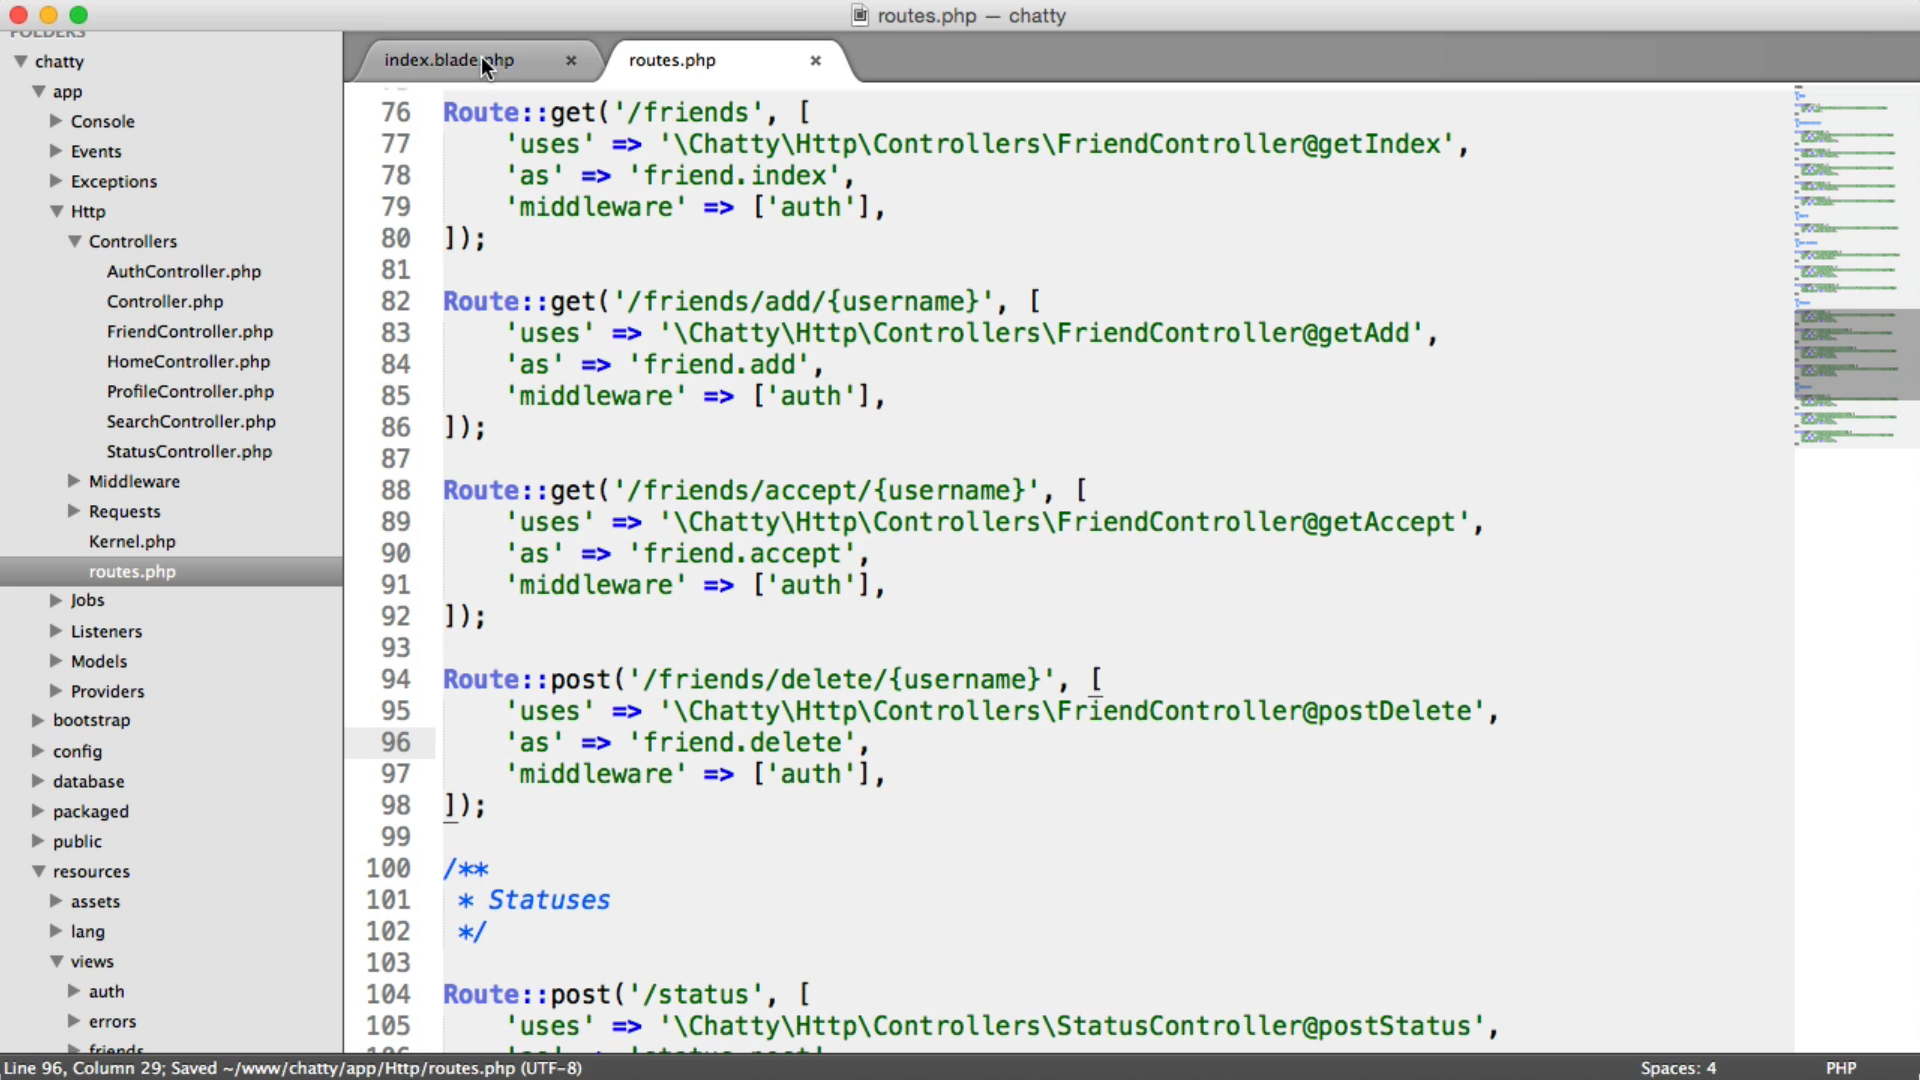 routes.php — chatty
FOLDERS
chatty
app
Console
Events
Exceptions
Http
Controllers
AuthController.php
Controller.php
FriendController.php
HomeController.php
ProfileController.php
SearchController.php
StatusController.php
Middleware
Requests
Kernel.php
routes.php
Jobs
Listeners
Models
Providers
bootstrap
config
database
packaged
public
resources
assets
lang
views
auth
errors
friends
index.blade.php ×
routes.php ×
76 Route::get('/friends', [
77     'uses' => '\Chatty\Http\Controllers\FriendController@getIndex',
78     'as' => 'friend.index',
79     'middleware' => ['auth'],
80 ]);
81
82 Route::get('/friends/add/{username}', [
83     'uses' => '\Chatty\Http\Controllers\FriendController@getAdd',
84     'as' => 'friend.add',
85     'middleware' => ['auth'],
86 ]);
87
88 Route::get('/friends/accept/{username}', [
89     'uses' => '\Chatty\Http\Controllers\FriendController@getAccept',
90     'as' => 'friend.accept',
91     'middleware' => ['auth'],
92 ]);
93
94 Route::post('/friends/delete/{username}', [
95     'uses' => '\Chatty\Http\Controllers\FriendController@postDelete',
96     'as' => 'friend.delete',
97     'middleware' => ['auth'],
98 ]);
99
100 /**
101  * Statuses
102  */
103
104 Route::post('/status', [
105     'uses' => '\Chatty\Http\Controllers\StatusController@postStatus',
Line 96, Column 29; Saved ~/www/chatty/app/Http/routes.php (UTF-8)
Spaces: 4
PHP